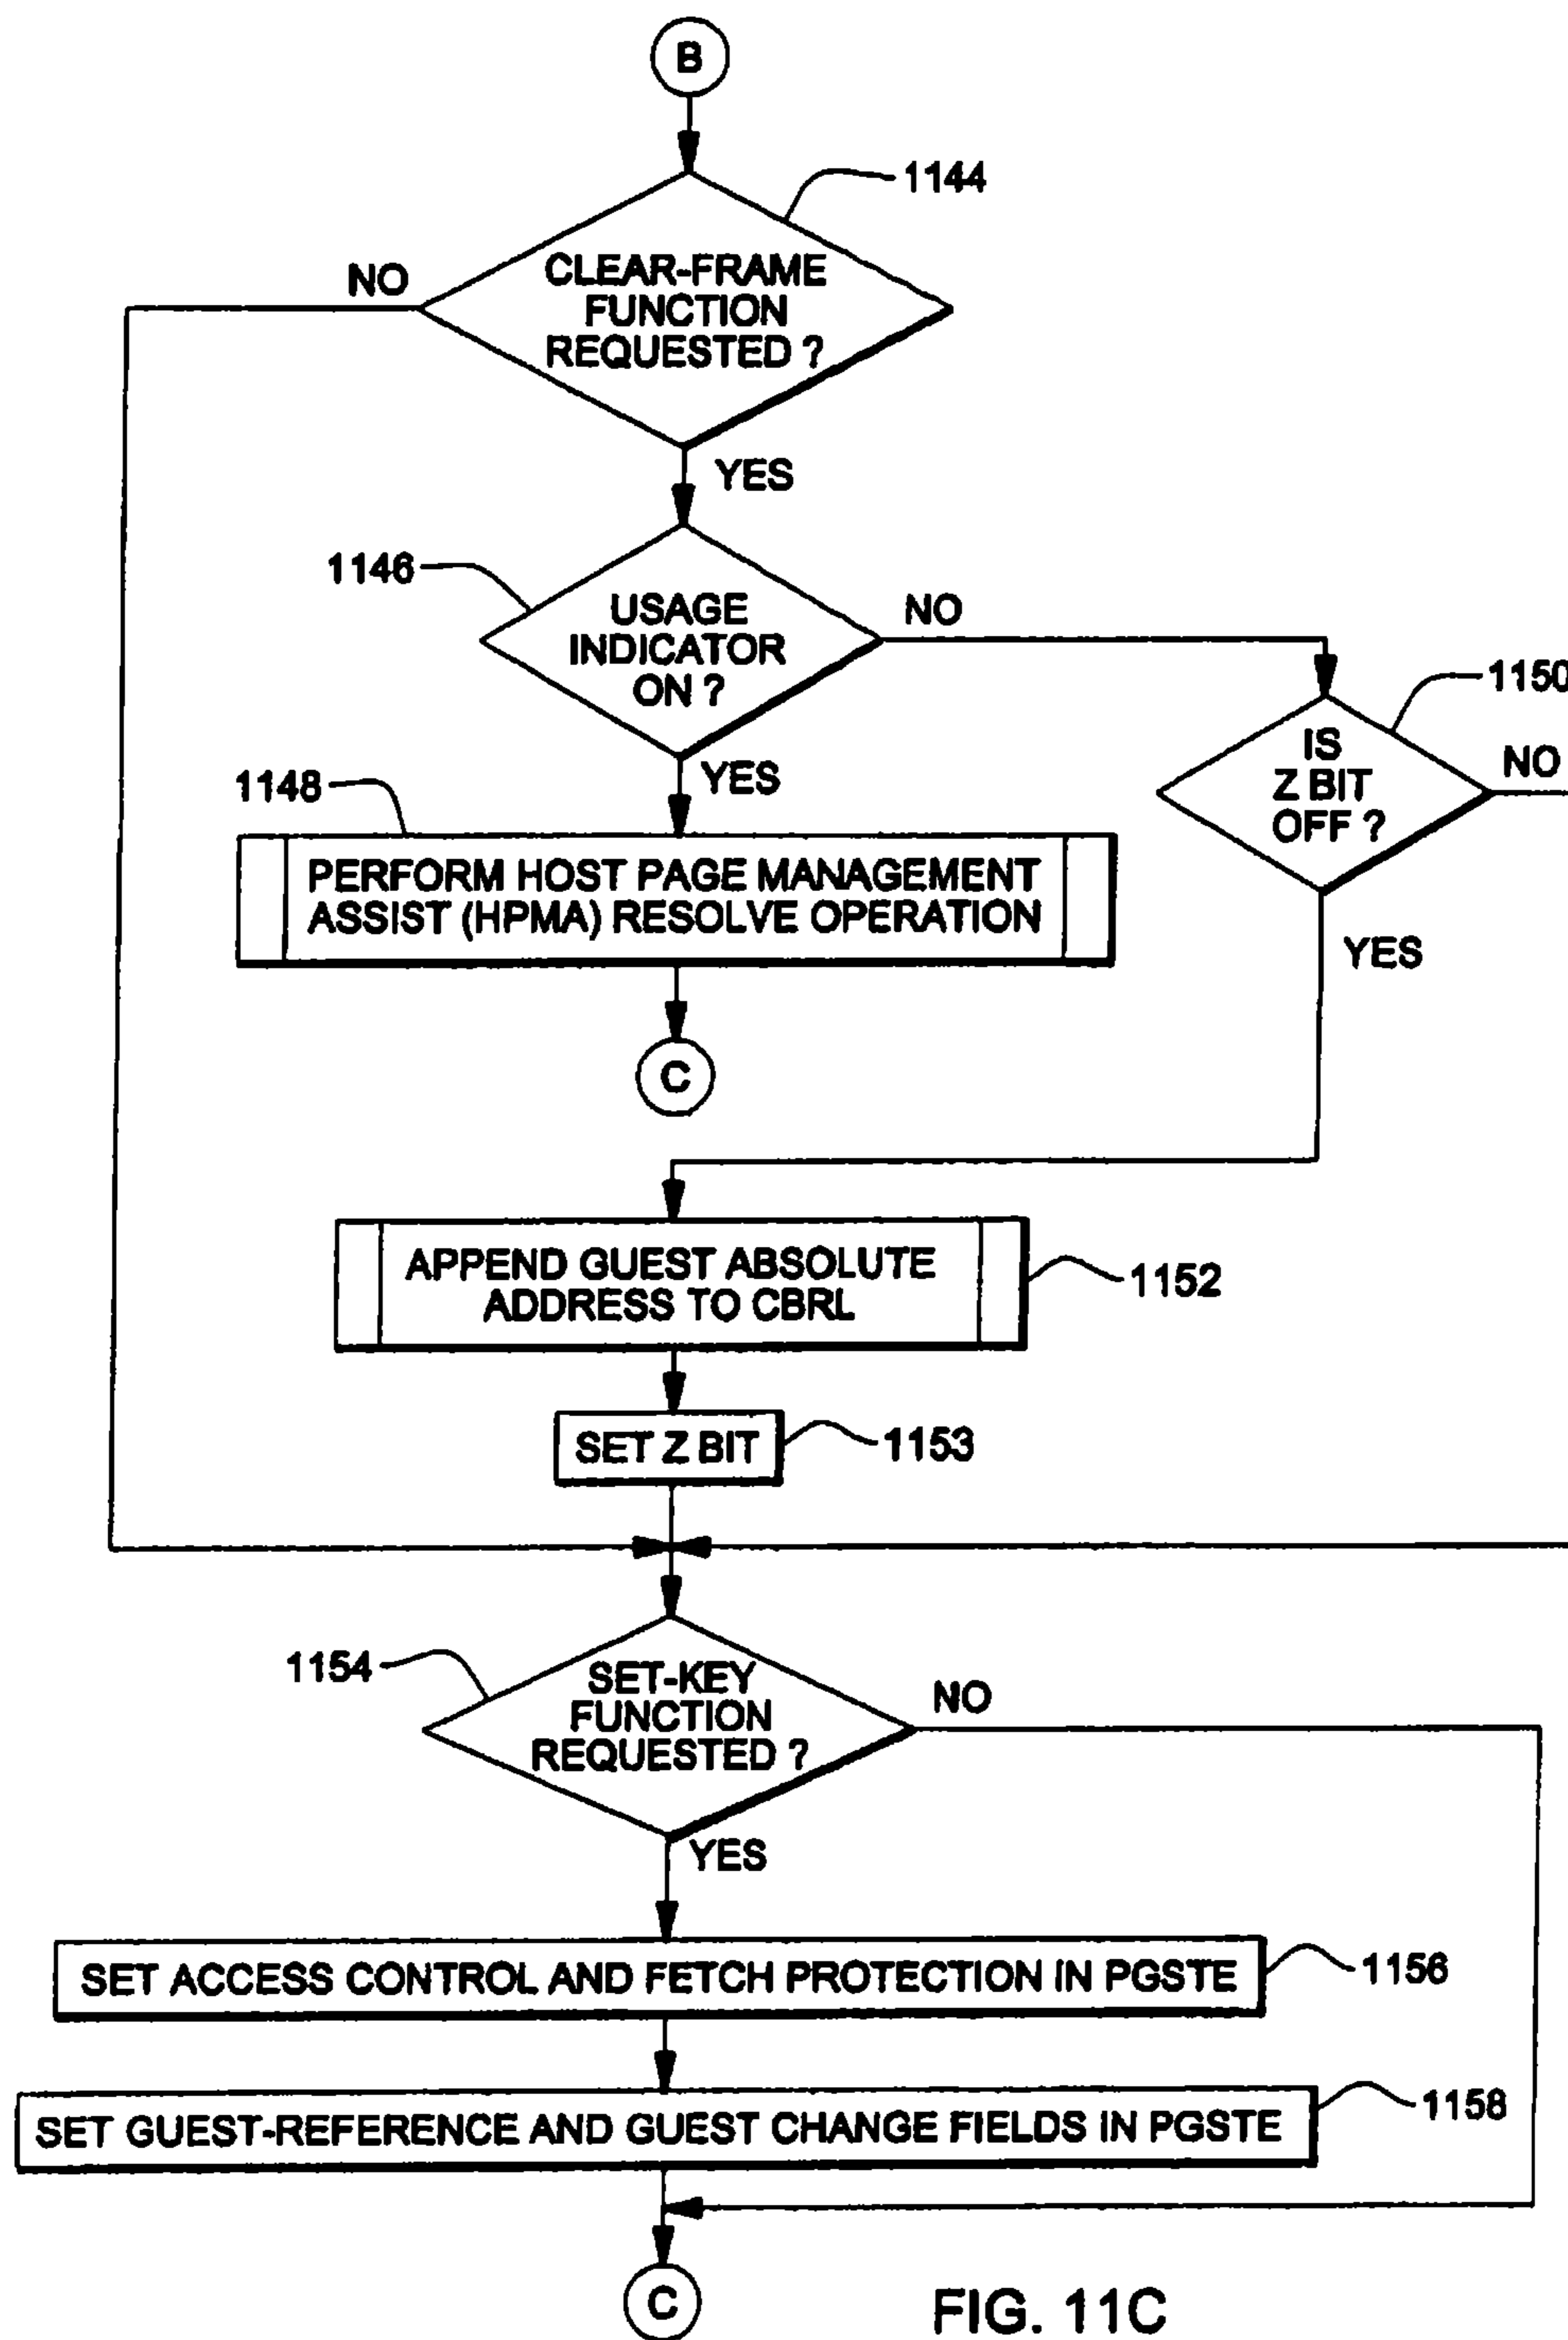 B
1144
CLEAR-FRAME
FUNCTION
REQUESTED ?
NO
YES
1146
USAGE
INDICATOR
ON ?
NO
1150
IS
Z BIT
OFF ?
NO
YES
YES
1148
PERFORM HOST PAGE MANAGEMENT
ASSIST (HPMA) RESOLVE OPERATION
C
APPEND GUEST ABSOLUTE
ADDRESS TO CBRL
1152
SET Z BIT
1153
1154
SET-KEY
FUNCTION
REQUESTED ?
NO
YES
SET ACCESS CONTROL AND FETCH PROTECTION IN PGSTE
1156
SET GUEST-REFERENCE AND GUEST CHANGE FIELDS IN PGSTE
1158
C
FIG. 11C